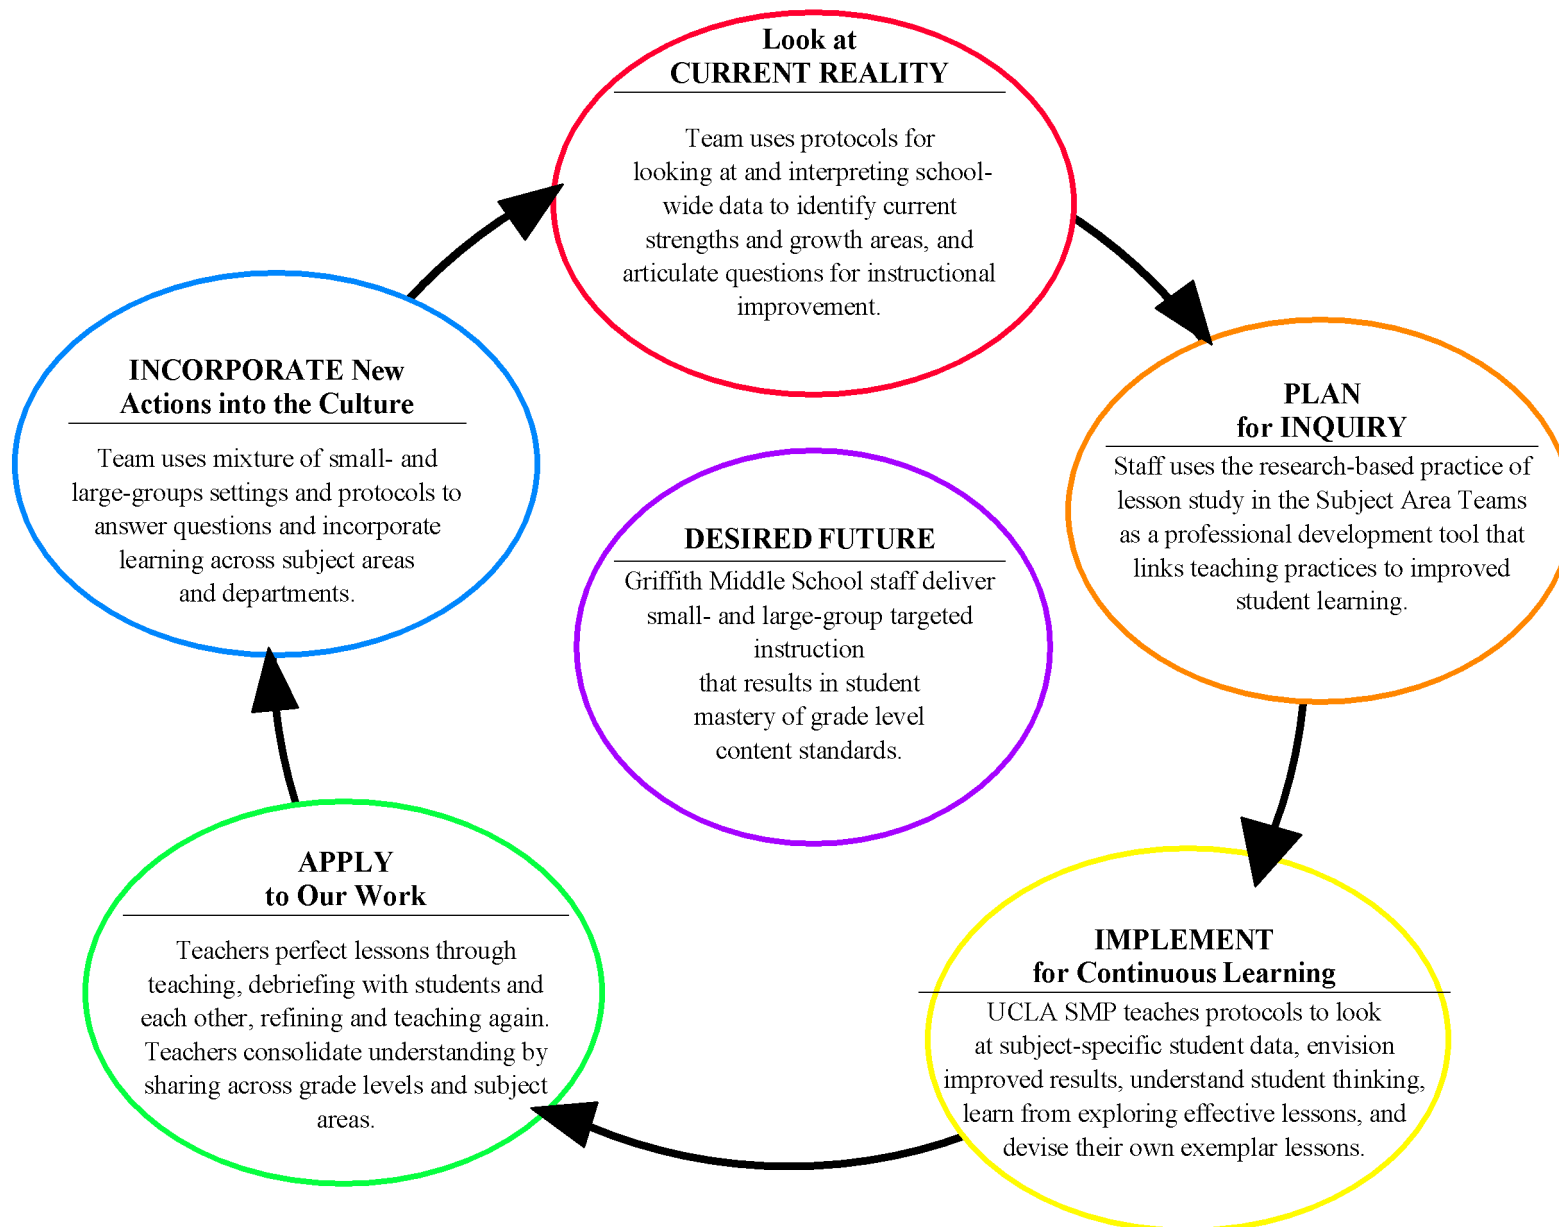 Look at
CURRENT REALITY
Team uses protocols for
looking at and interpreting school-
wide data to identify current
strengths and growth areas, and
articulate questions for instructional
improvement.
PLAN
for INQUIRY
Staff uses the research-based practice of
lesson study in the Subject Area Teams
as a professional development tool that
links teaching practices to improved
student learning.
IMPLEMENT
for Continuous Learning
UCLA SMP teaches protocols to look
at subject-specific student data, envision
improved results, understand student thinking,
learn from exploring effective lessons, and
devise their own exemplar lessons.
APPLY
to Our Work
Teachers perfect lessons through
teaching, debriefing with students and
each other, refining and teaching again.
Teachers consolidate understanding by
sharing across grade levels and subject
areas.
INCORPORATE New
Actions into the Culture
Team uses mixture of small- and
large-groups settings and protocols to
answer questions and incorporate
learning across subject areas
and departments.
DESIRED FUTURE
Griffith Middle School staff deliver
small- and large-group targeted
instruction
that results in student
mastery of grade level
content standards.